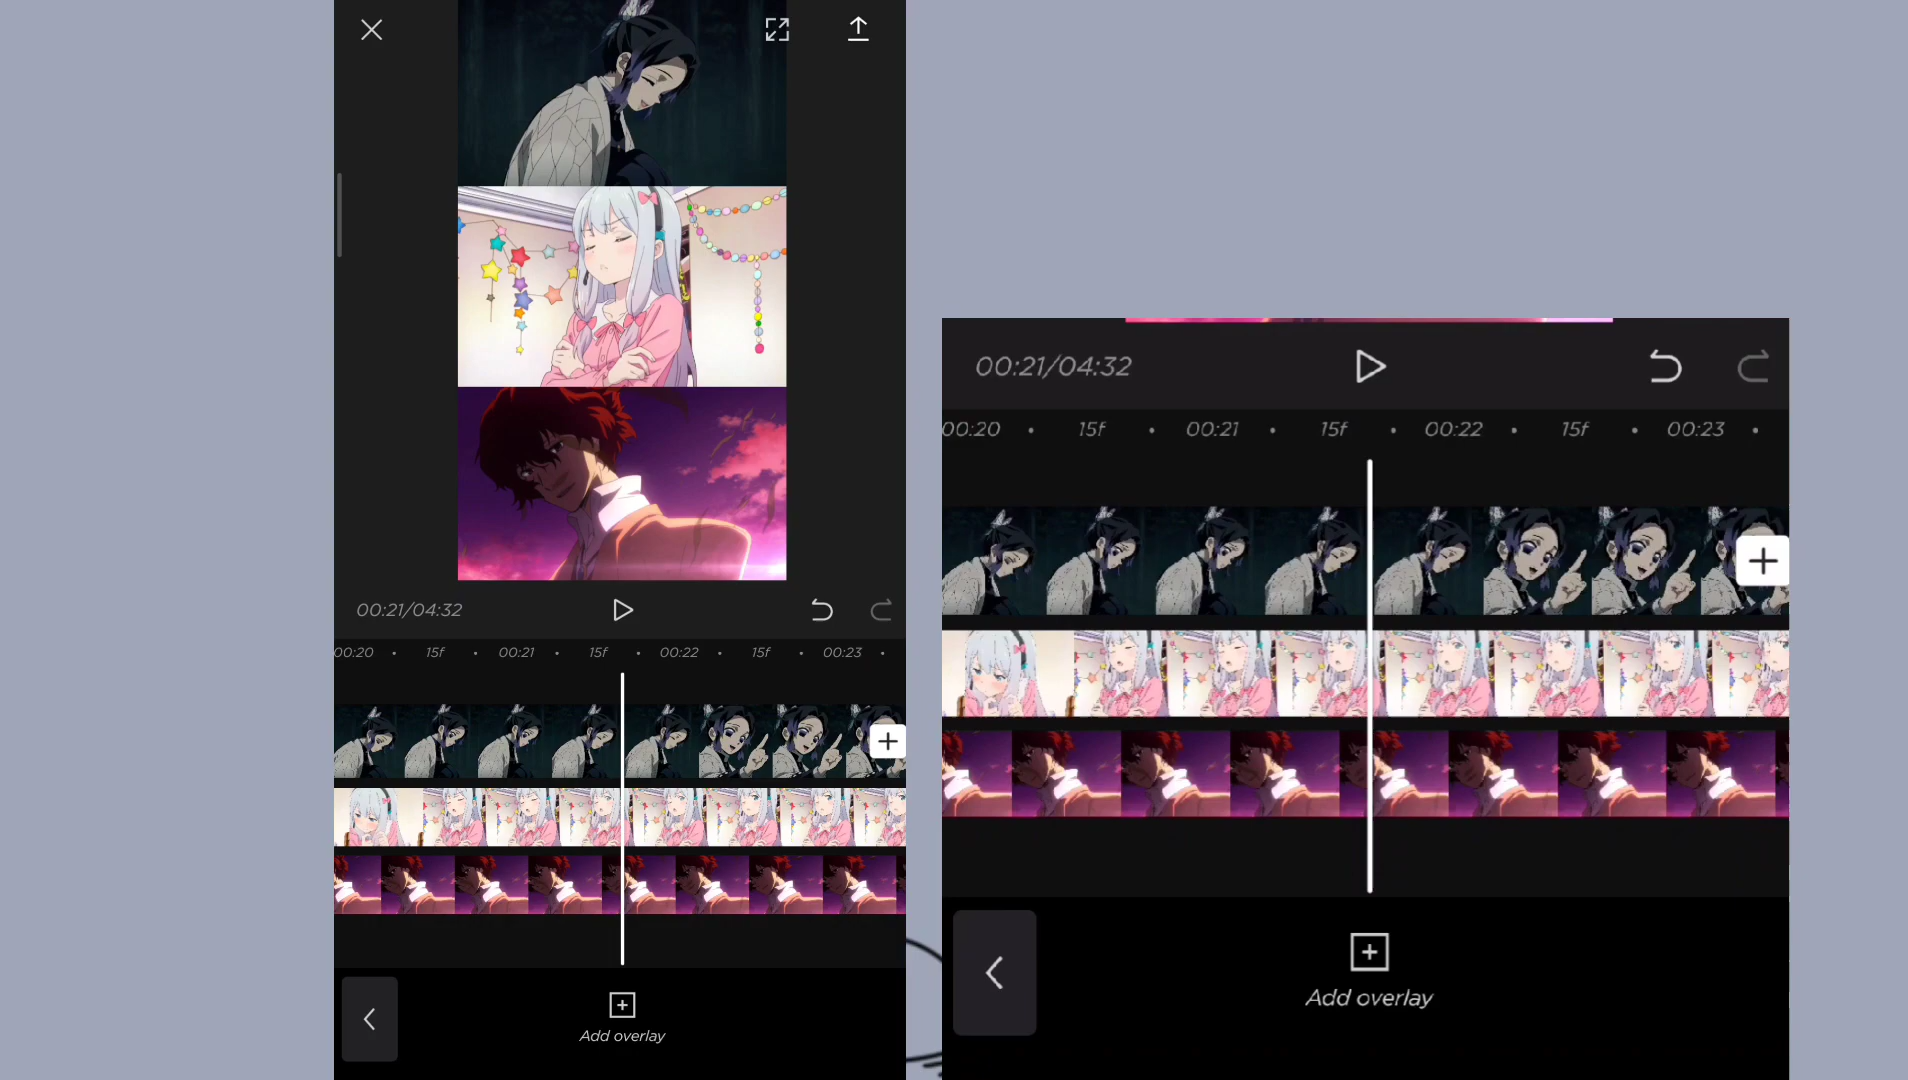 00:21/04:32
00:20 • 15f • 00:21 • 15f • 00:22 • 15f • 00:23 •
Add overlay
00:21/04:32
00:20 • 15f • 00:21 • 15f • 00:22 • 15f • 00:23 •
Add overlay